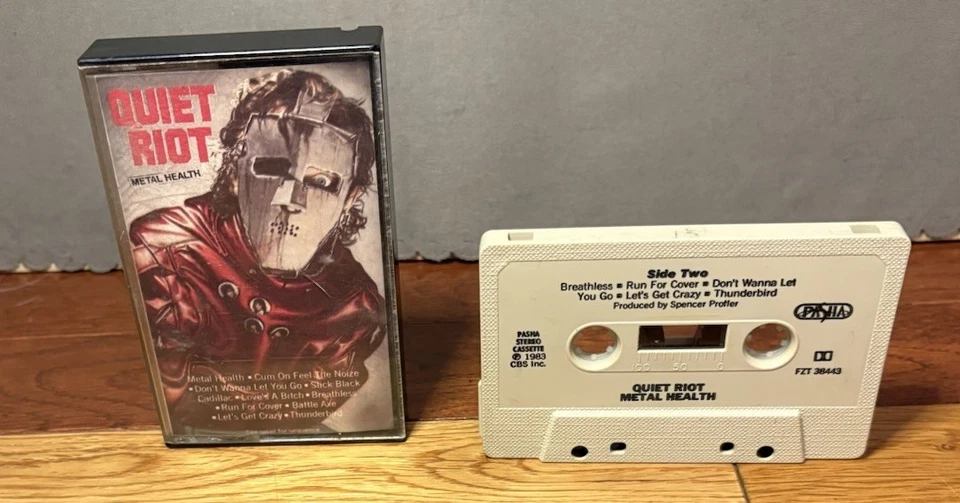 QUIET
RIOT
METAL HEALTH
Metal Health • Cum On Feel The Noize
• Don't Wanna Let You Go • Slick Black
Cadillac • Love's A Bitch • Breathless
• Run For Cover • Battle Axe
• Let's Get Crazy • Thunderbird
Side Two
Breathless ■ Run For Cover ■ Don't Wanna Let
You Go ■ Let's Get Crazy ■ Thunderbird
Produced by Spencer Proffer
PASHA
STEREO
CASSETTE
℗ 1983
CBS Inc.
PASHA
FZT 38443
100 50 0
QUIET RIOT
METAL HEALTH